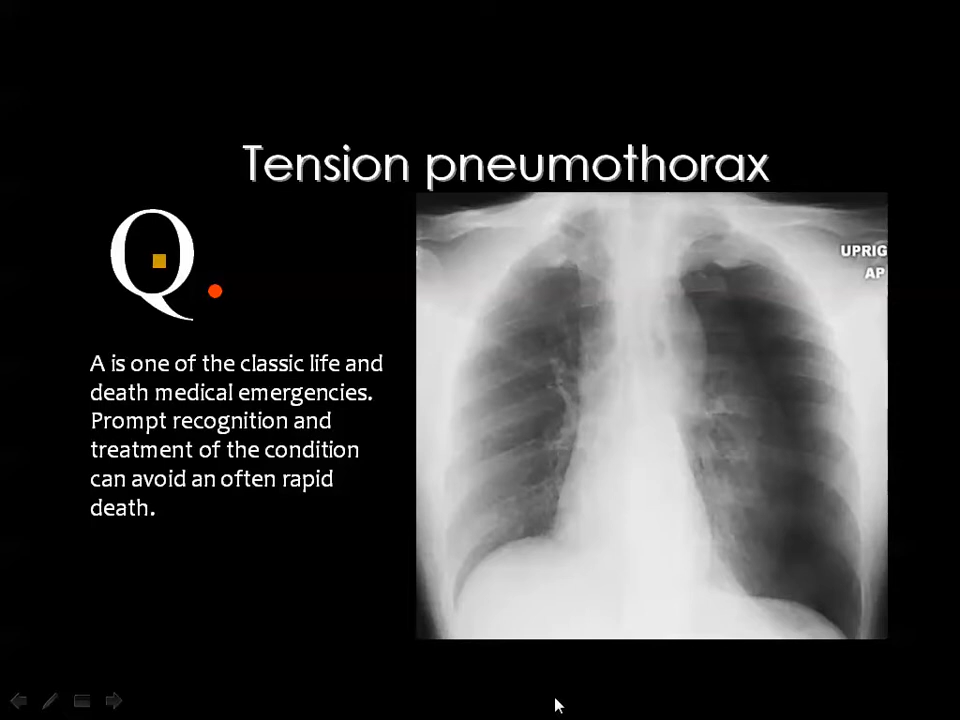 Tension pneumothorax
Q.
UPRIG
AP
A is one of the classic life and
death medical emergencies.
Prompt recognition and
treatment of the condition
can avoid an often rapid
death.